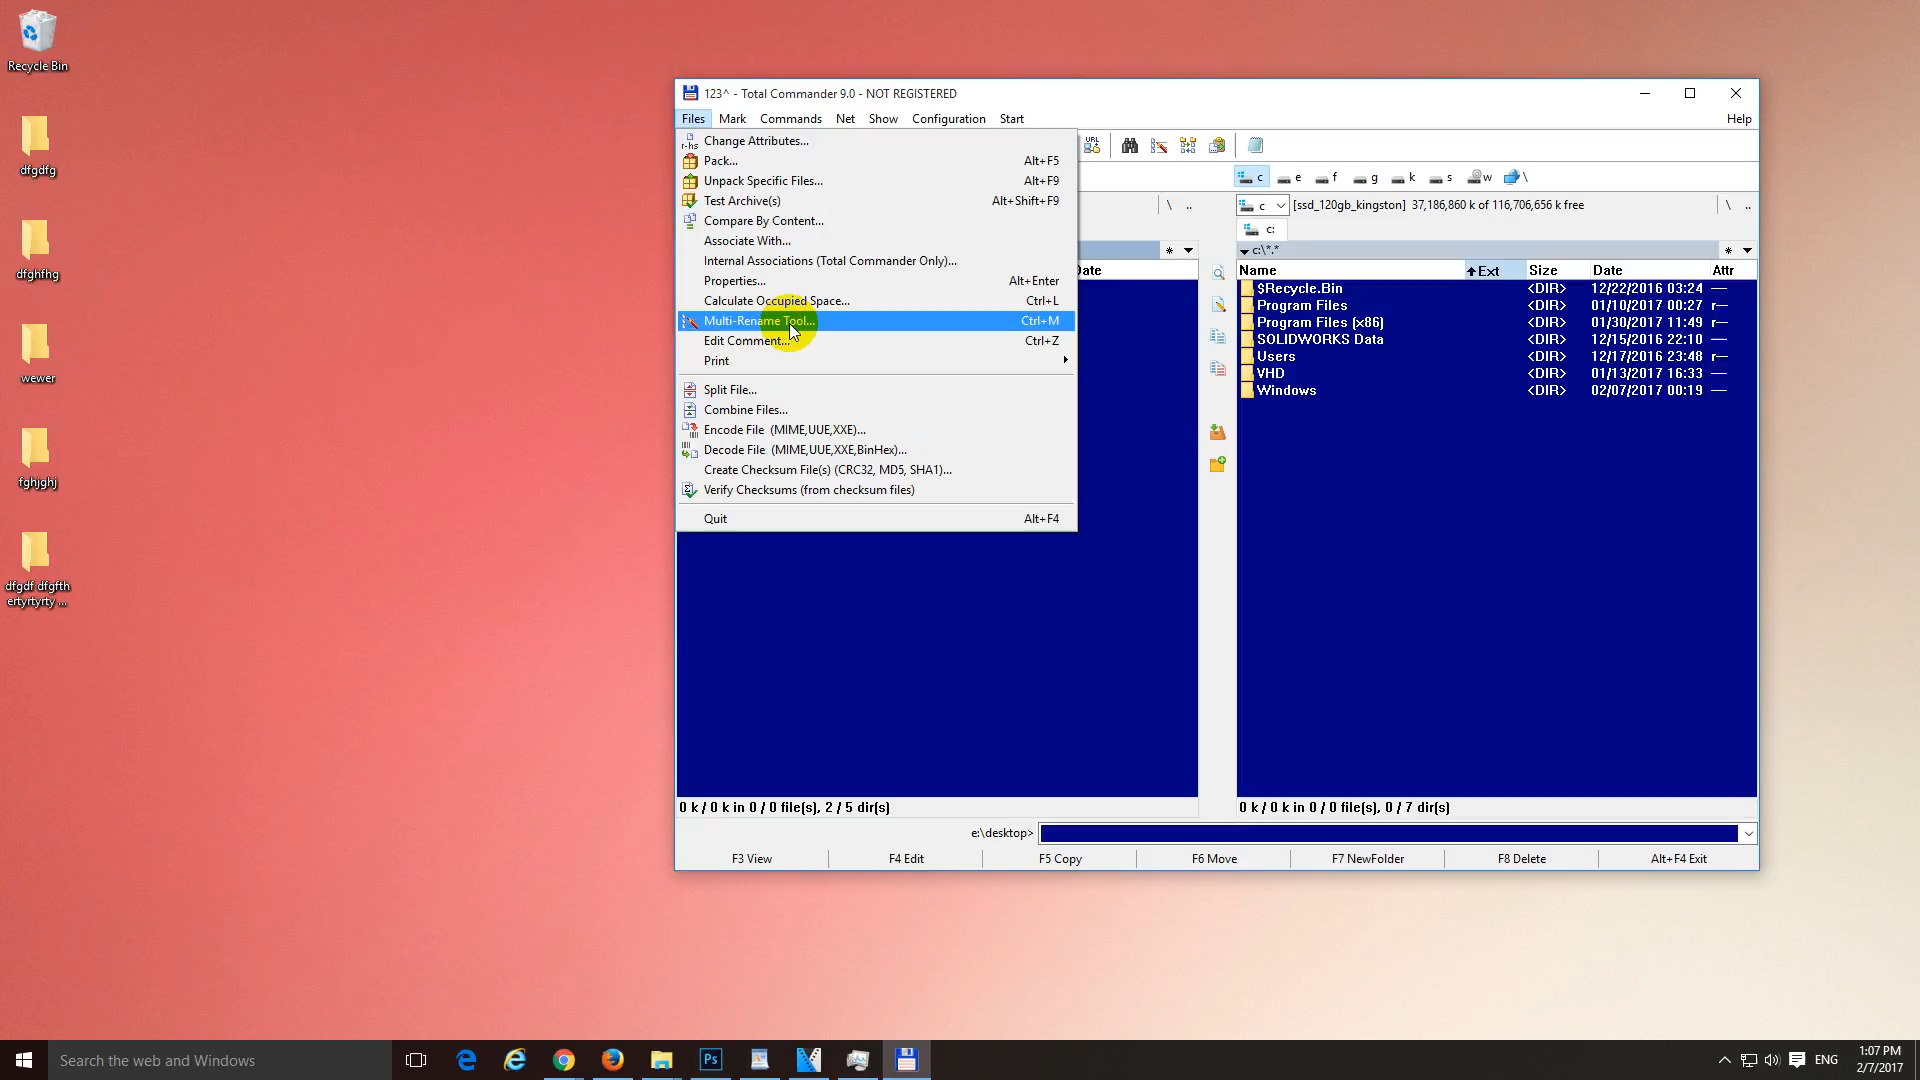 Recycle Bin
dfgdfg
dfghfhg
wewer
fghjghj
dfgdf dfgfth
ertyrtyrty ...
123^ - Total Commander 9.0 - NOT REGISTERED
Files Mark Commands Net Show Configuration Start Help
Change Attributes...
Pack... Alt+F5
Unpack Specific Files... Alt+F9
Test Archive(s) Alt+Shift+F9
Compare By Content...
Associate With...
Internal Associations (Total Commander Only)...
Properties... Alt+Enter
Calculate Occupied Space... Ctrl+L
Multi-Rename Tool... Ctrl+M
Edit Comment... Ctrl+Z
Print
Split File...
Combine Files...
Encode File (MIME,UUE,XXE)...
Decode File (MIME,UUE,XXE,BinHex)...
Create Checksum File(s) (CRC32, MD5, SHA1)...
Verify Checksums (from checksum files)
Quit Alt+F4
URL
c e f g k s w \
\ .. c [ssd_120gb_kingston] 37,186,860 k of 116,706,656 k free \ ..
c:
* c:\*.* *
Date Name Ext Size Date Attr
$Recycle.Bin <DIR> 12/22/2016 03:24 ---
Program Files <DIR> 01/10/2017 00:27 r--
Program Files (x86) <DIR> 01/30/2017 11:49 r--
SOLIDWORKS Data <DIR> 12/15/2016 22:10 ---
Users <DIR> 12/17/2016 23:48 r--
VHD <DIR> 01/13/2017 16:33 ---
Windows <DIR> 02/07/2017 00:19 ---
0 k / 0 k in 0 / 0 file(s), 2 / 5 dir(s) 0 k / 0 k in 0 / 0 file(s), 0 / 7 dir(s)
e:\desktop>
F3 View F4 Edit F5 Copy F6 Move F7 NewFolder F8 Delete Alt+F4 Exit
Search the web and Windows
Ps
ENG
1:07 PM
2/7/2017